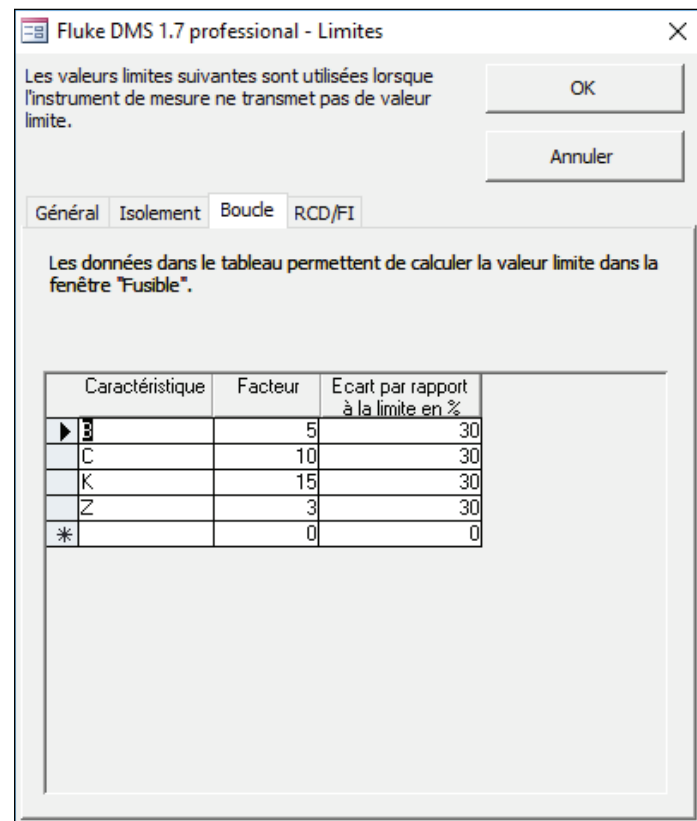 Fluke DMS 1.7 professional - Limites
Les valeurs limites suivantes sont utilisées lorsque
l'instrument de mesure ne transmet pas de valeur
limite.
OK
Annuler
Général Isolement Boucle RCD/FI
Les données dans le tableau permettent de calculer la valeur limite dans la
fenêtre "Fusible".
Caractéristique Facteur Ecart par rapport
à la limite en %
B 5 30
C 10 30
K 15 30
Z 3 30
* 0 0